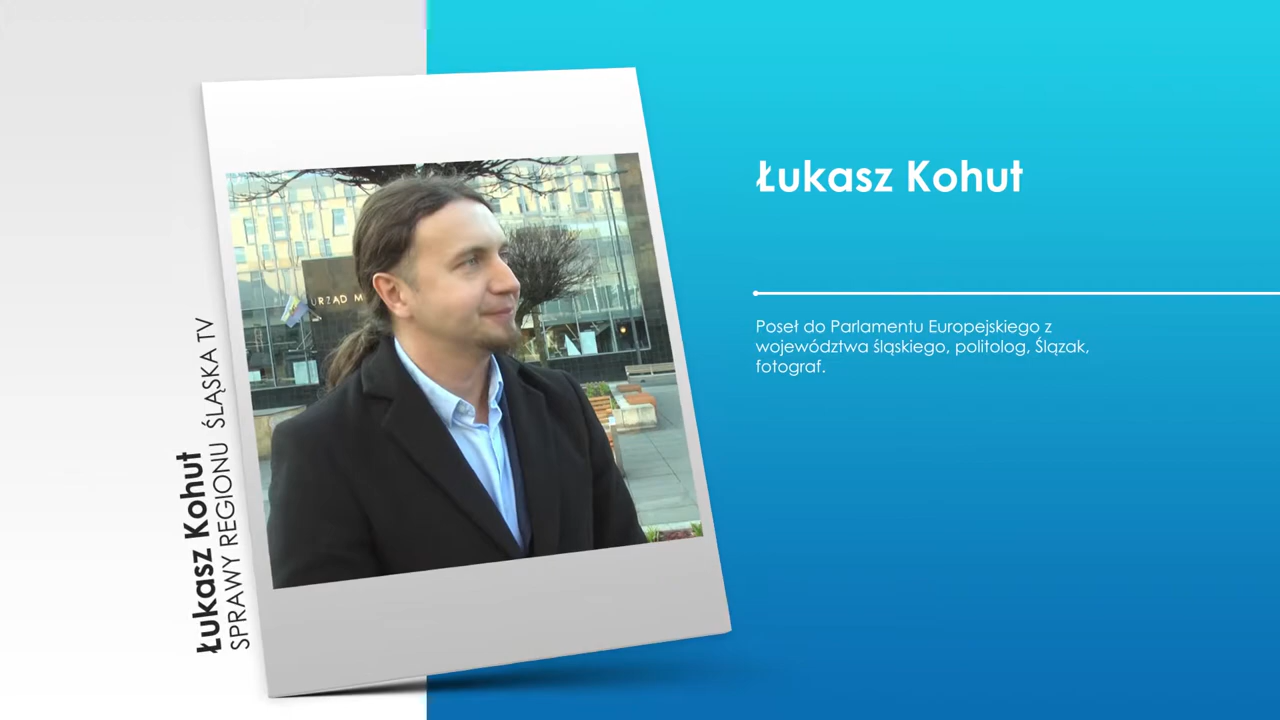 Łukasz Kohut
Poseł do Parlamentu Europejskiego z
województwa śląskiego, politolog, Ślązak,
fotograf.
Łukasz Kohut
SPRAWY REGIONU ŚLĄSKA TV
URZĄD M